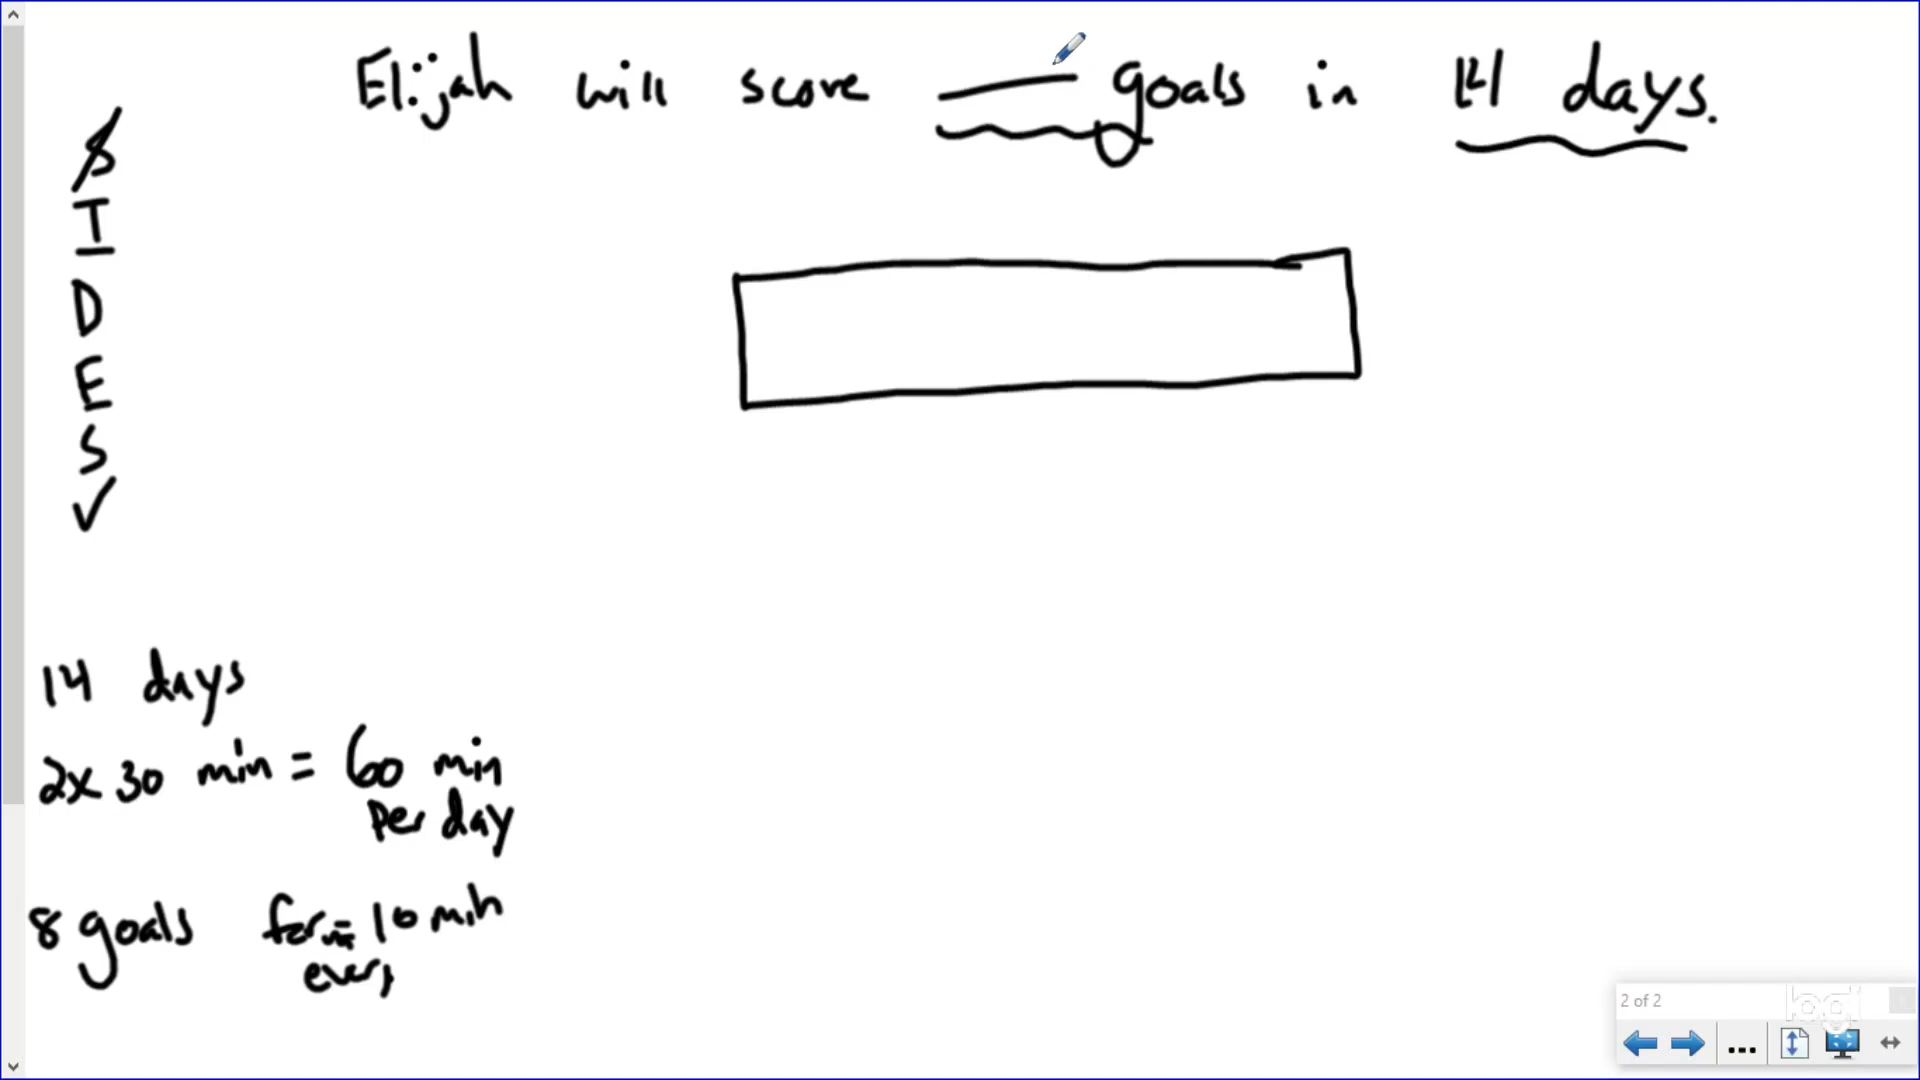 Elijah will score ___ goals in 14 days.
S
I
D
E
S
✓
14 days
2x 30 min = 60 min
per day
8 goals for 10 min
every
2 of 2
logi